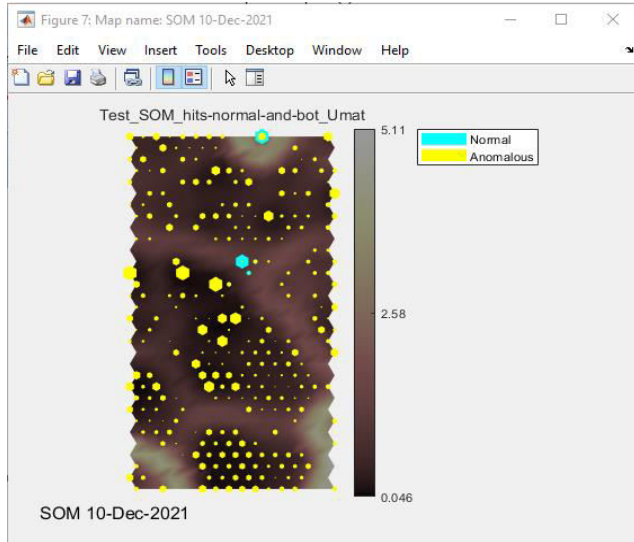 Figure 7: Map name: SOM 10-Dec-2021
File Edit View Insert Tools Desktop Window Help
Test_SOM_hits-normal-and-bot_Umat
5.11
Normal
Anomalous
2.58
0.046
SOM 10-Dec-2021